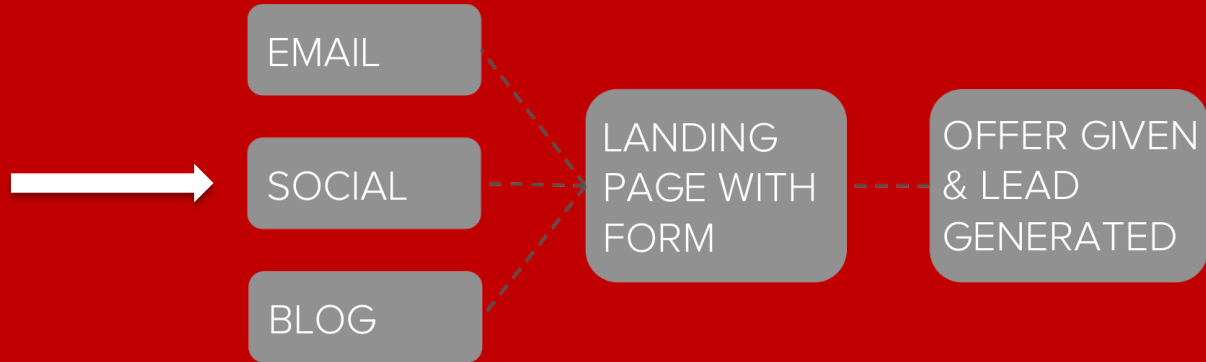 EMAIL
SOCIAL
BLOG
LANDING
PAGE WITH
FORM
OFFER GIVEN
& LEAD
GENERATED